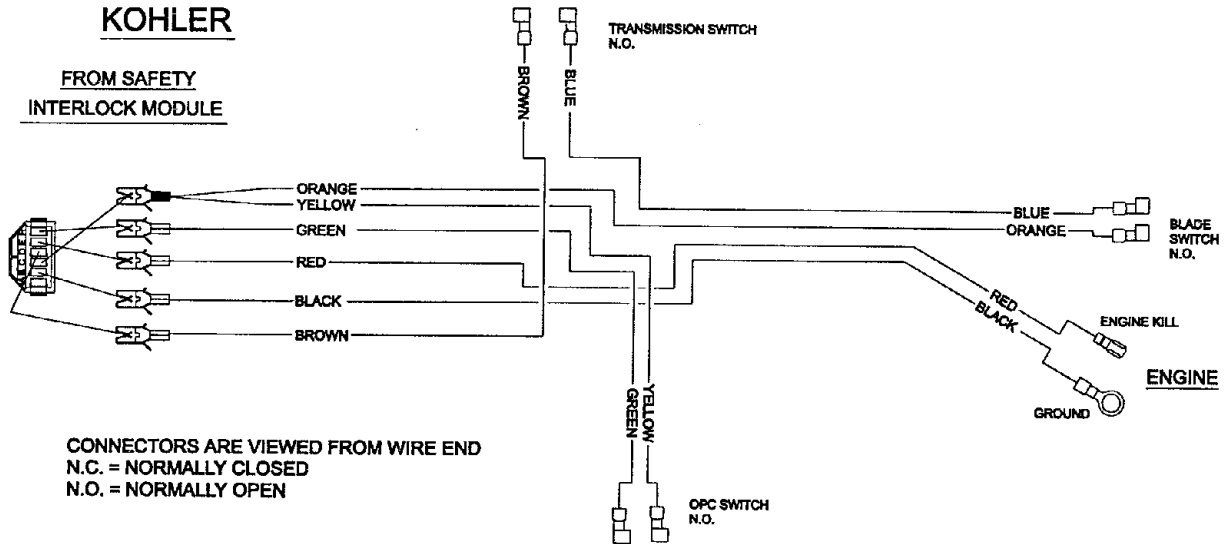 KOHLER
FROM SAFETY
INTERLOCK MODULE
TRANSMISSION SWITCH
N.O.
BROWN
BLUE
ORANGE
YELLOW
GREEN
RED
BLACK
BROWN
BLUE
ORANGE
BLADE
SWITCH
N.O.
RED
BLACK
ENGINE KILL
ENGINE
GROUND
YELLOW
GREEN
OPC SWITCH
N.O.
CONNECTORS ARE VIEWED FROM WIRE END
N.C. = NORMALLY CLOSED
N.O. = NORMALLY OPEN